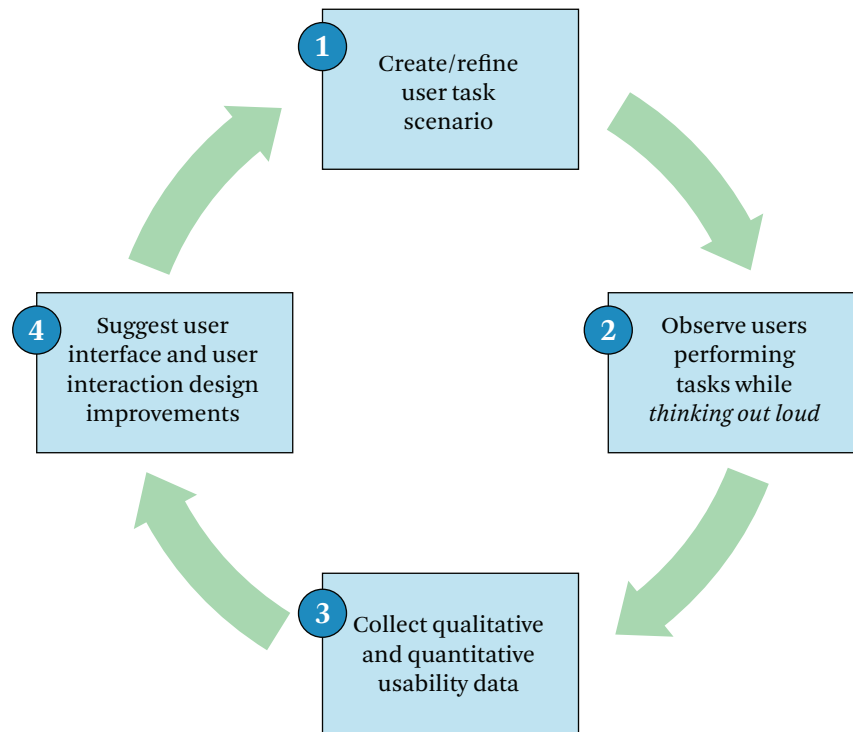 1
Create/refine
user task
scenario
2
Observe users
performing
tasks while
thinking out loud
3
Collect qualitative
and quantitative
usability data
4
Suggest user
interface and user
interaction design
improvements